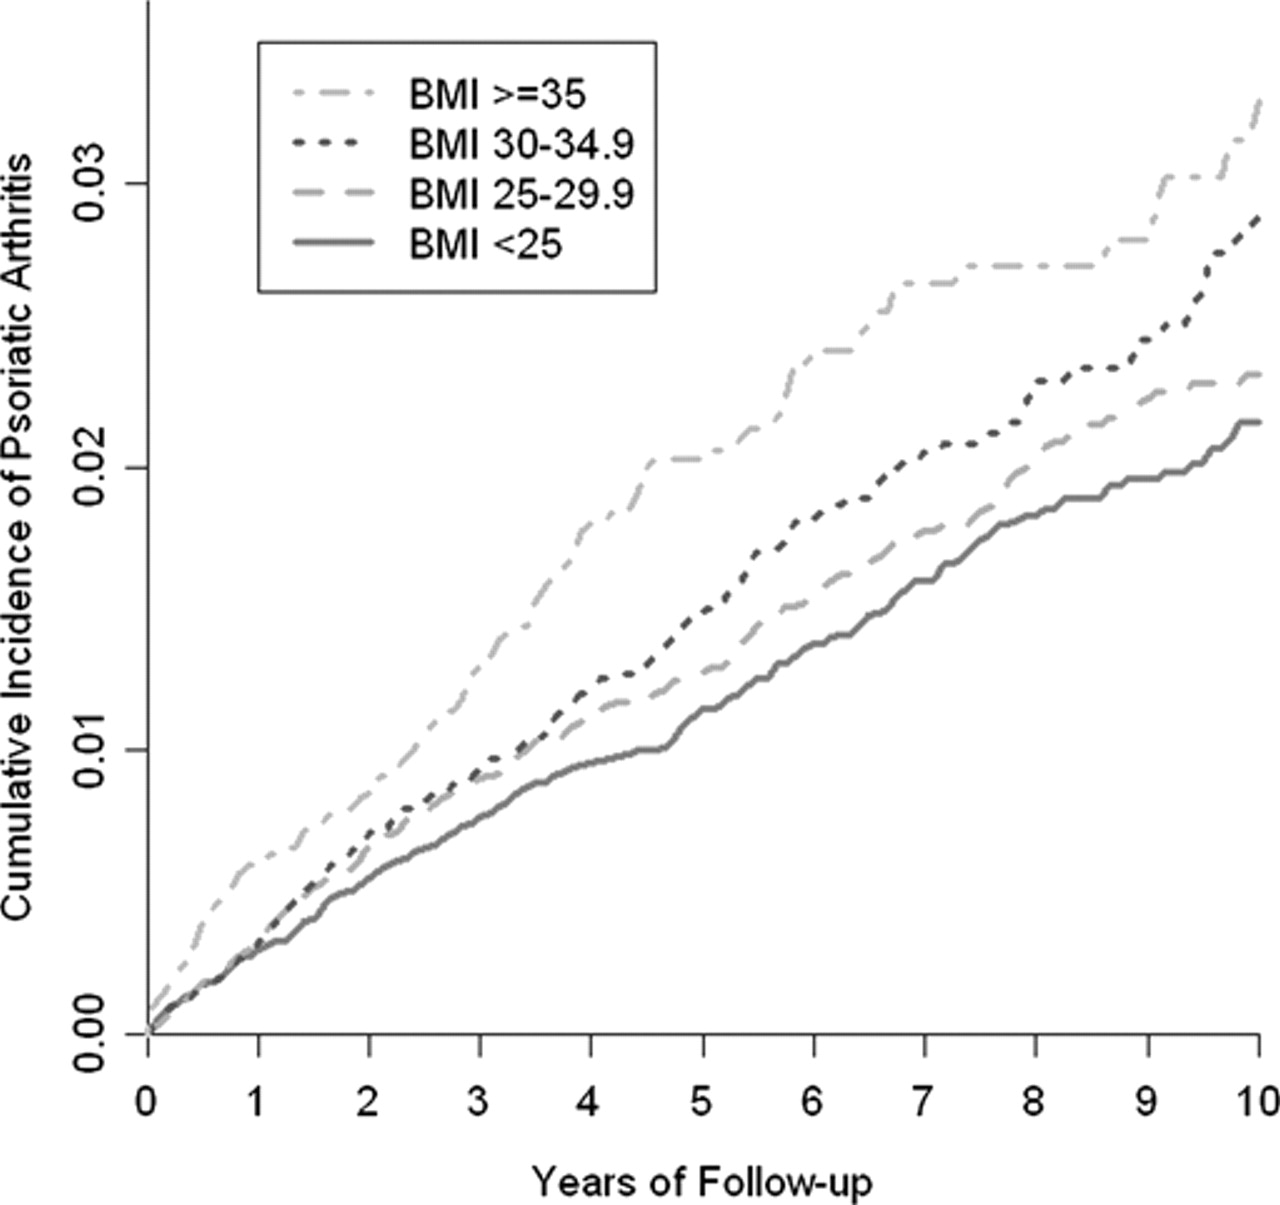 BMI >=35
BMI 30-34.9
BMI 25-29.9
BMI <25
Cumulative Incidence of Psoriatic Arthritis
0.03
0.02
0.01
0.00
0 1 2 3 4 5 6 7 8 9 10
Years of Follow-up